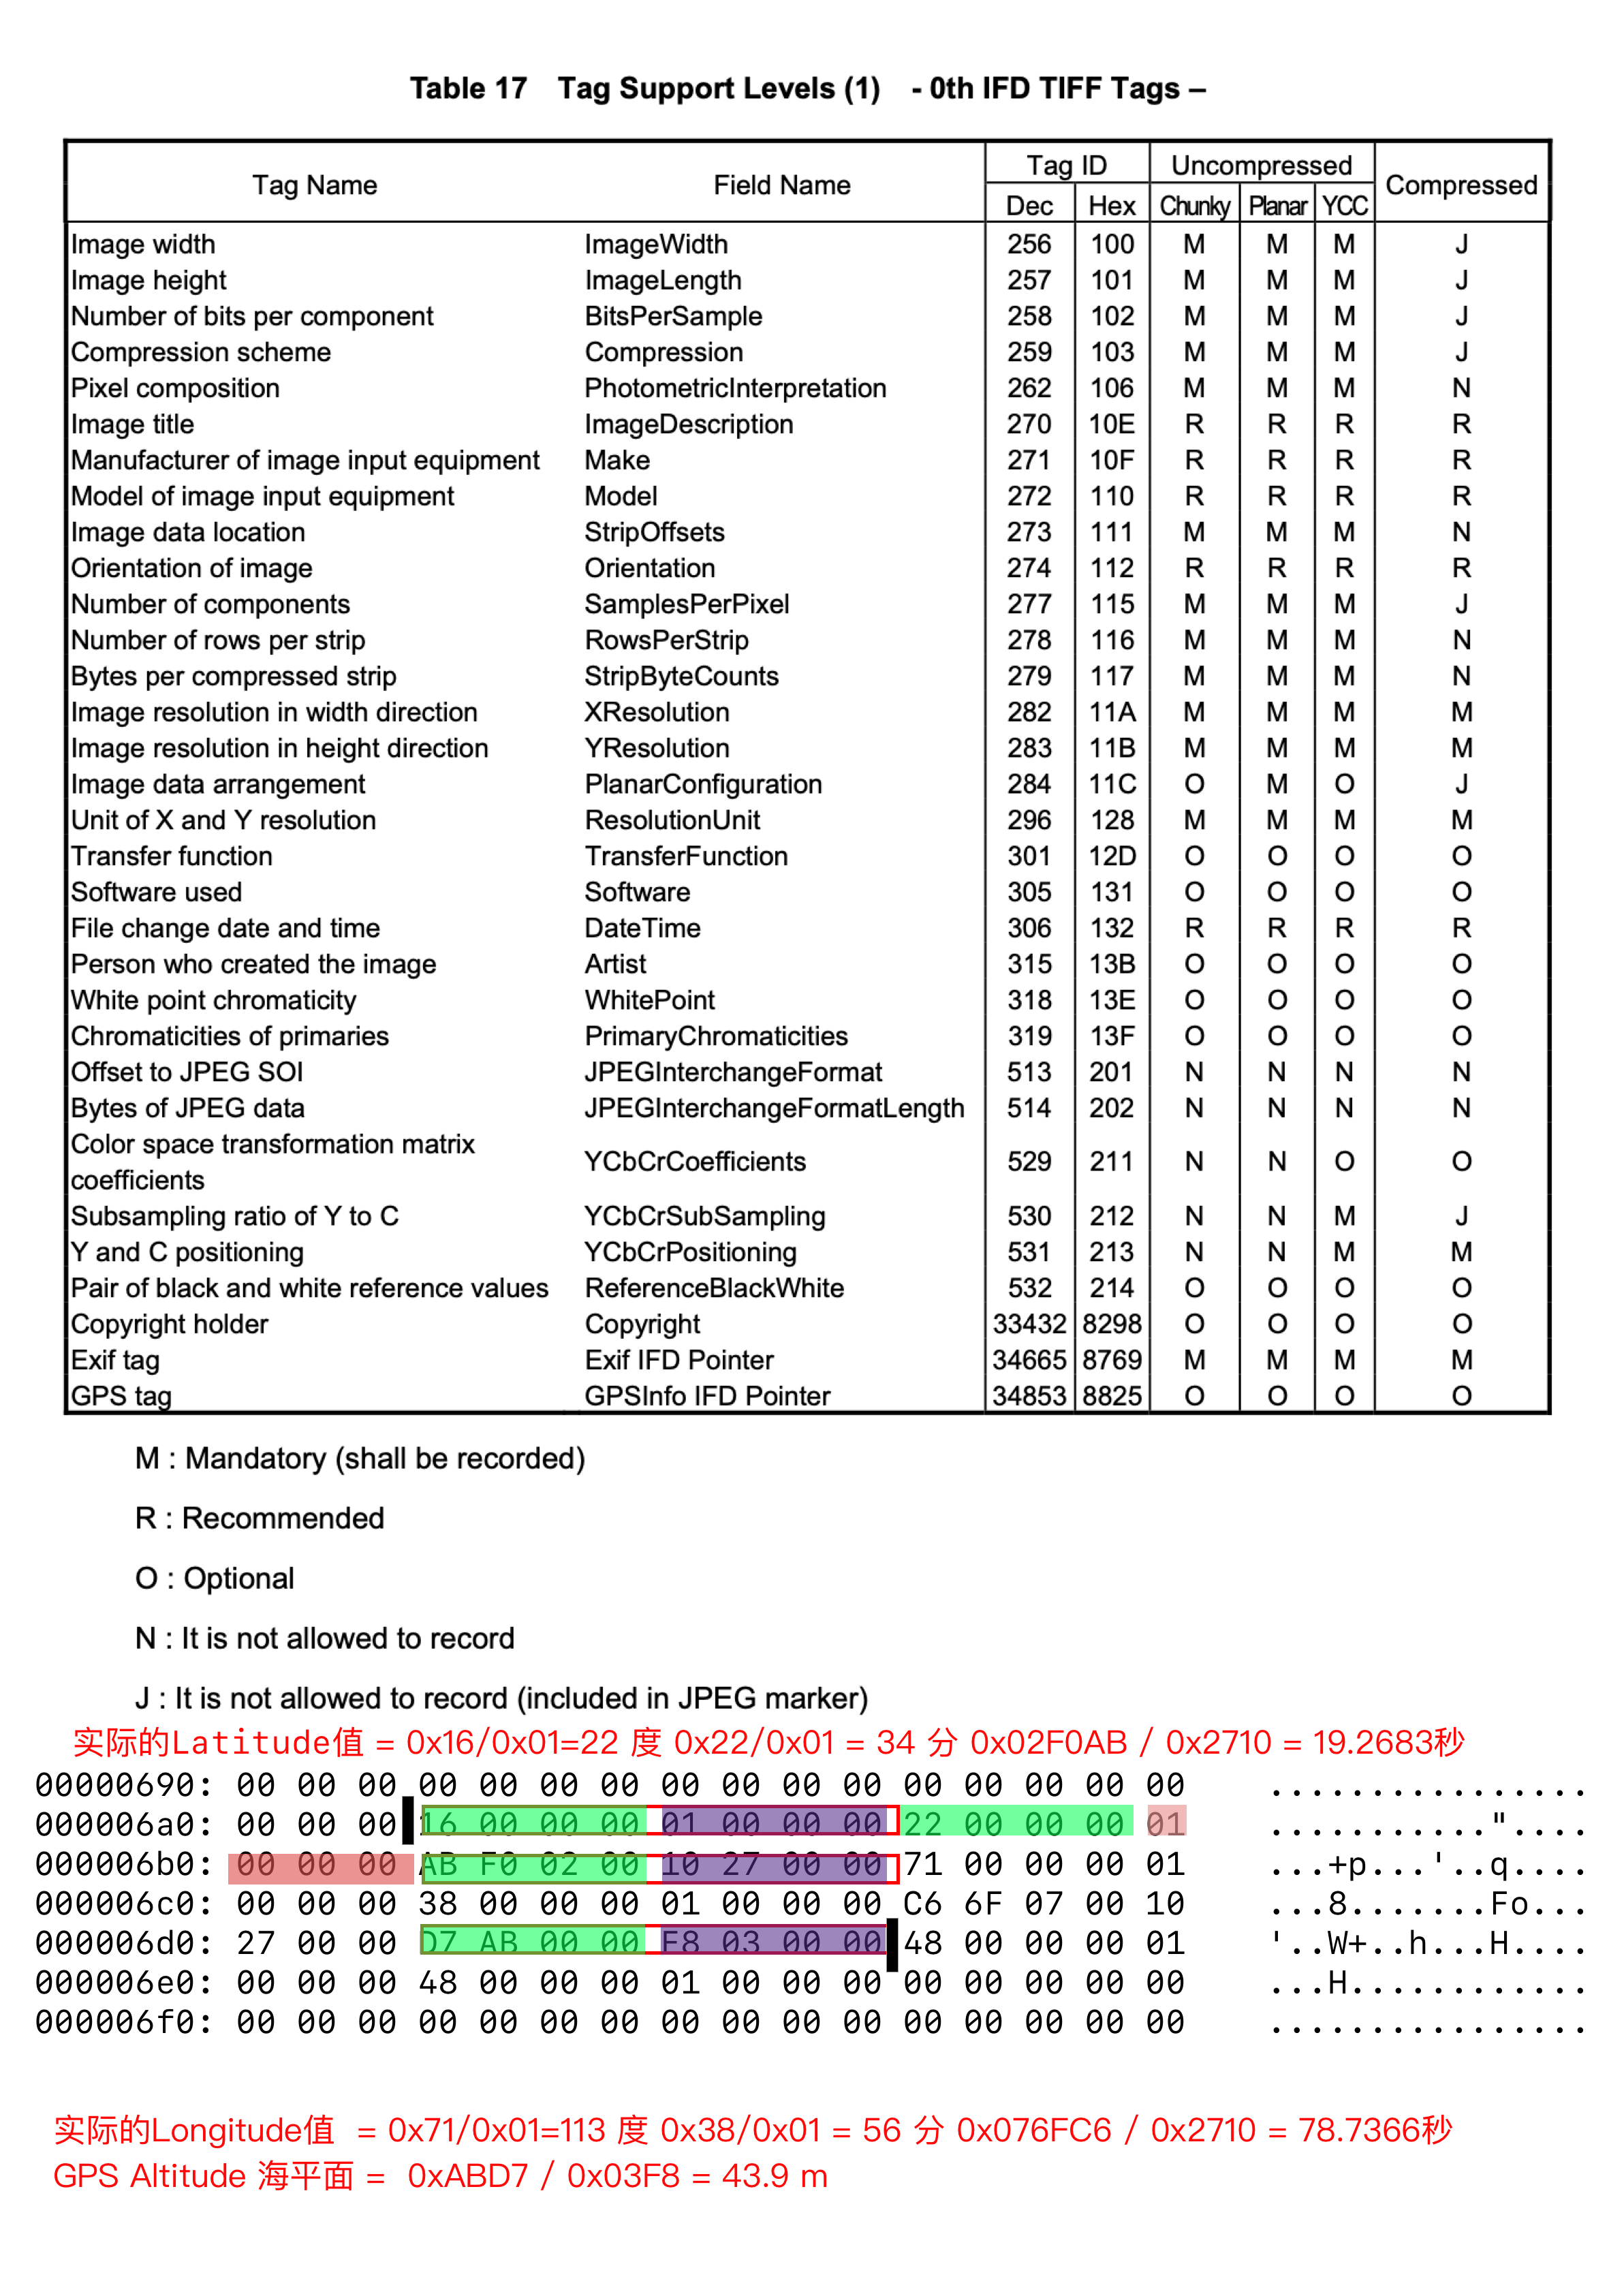 Table 17 Tag Support Levels (1) - 0th IFD TIFF Tags –
Tag Name Field Name Tag ID Uncompressed Compressed
Dec Hex Chunky Planar YCC
Image width ImageWidth 256 100 M M M J
Image height ImageLength 257 101 M M M J
Number of bits per component BitsPerSample 258 102 M M M J
Compression scheme Compression 259 103 M M M J
Pixel composition PhotometricInterpretation 262 106 M M M N
Image title ImageDescription 270 10E R R R R
Manufacturer of image input equipment Make 271 10F R R R R
Model of image input equipment Model 272 110 R R R R
Image data location StripOffsets 273 111 M M M N
Orientation of image Orientation 274 112 R R R R
Number of components SamplesPerPixel 277 115 M M M J
Number of rows per strip RowsPerStrip 278 116 M M M N
Bytes per compressed strip StripByteCounts 279 117 M M M N
Image resolution in width direction XResolution 282 11A M M M M
Image resolution in height direction YResolution 283 11B M M M M
Image data arrangement PlanarConfiguration 284 11C O M O J
Unit of X and Y resolution ResolutionUnit 296 128 M M M M
Transfer function TransferFunction 301 12D O O O O
Software used Software 305 131 O O O O
File change date and time DateTime 306 132 R R R R
Person who created the image Artist 315 13B O O O O
White point chromaticity WhitePoint 318 13E O O O O
Chromaticities of primaries PrimaryChromaticities 319 13F O O O O
Offset to JPEG SOI JPEGInterchangeFormat 513 201 N N N N
Bytes of JPEG data JPEGInterchangeFormatLength 514 202 N N N N
Color space transformation matrix
coefficients YCbCrCoefficients 529 211 N N O O
Subsampling ratio of Y to C YCbCrSubSampling 530 212 N N M J
Y and C positioning YCbCrPositioning 531 213 N N M M
Pair of black and white reference values ReferenceBlackWhite 532 214 O O O O
Copyright holder Copyright 33432 8298 O O O O
Exif tag Exif IFD Pointer 34665 8769 M M M M
GPS tag GPSInfo IFD Pointer 34853 8825 O O O O
M : Mandatory (shall be recorded)
R : Recommended
O : Optional
N : It is not allowed to record
J : It is not allowed to record (included in JPEG marker)
实际的Latitude值 = 0x16/0x01=22 度 0x22/0x01 = 34 分 0x02F0AB / 0x2710 = 19.2683秒
00000690: 00 00 00 00 00 00 00 00 00 00 00 00 00 00 00 00 ................
000006a0: 00 00 00 16 00 00 00 01 00 00 00 22 00 00 00 01 ..........."....
000006b0: 00 00 00 AB F0 02 00 10 27 00 00 71 00 00 00 01 ...+p...'..q....
000006c0: 00 00 00 38 00 00 00 01 00 00 00 C6 6F 07 00 10 ...8.......Fo...
000006d0: 27 00 00 D7 AB 00 00 E8 03 00 00 48 00 00 00 01 '..W+..h...H....
000006e0: 00 00 00 48 00 00 00 01 00 00 00 00 00 00 00 00 ...H............
000006f0: 00 00 00 00 00 00 00 00 00 00 00 00 00 00 00 00 ................
实际的Longitude值 = 0x71/0x01=113 度 0x38/0x01 = 56 分 0x076FC6 / 0x2710 = 78.7366秒
GPS Altitude 海平面 = 0xABD7 / 0x03F8 = 43.9 m